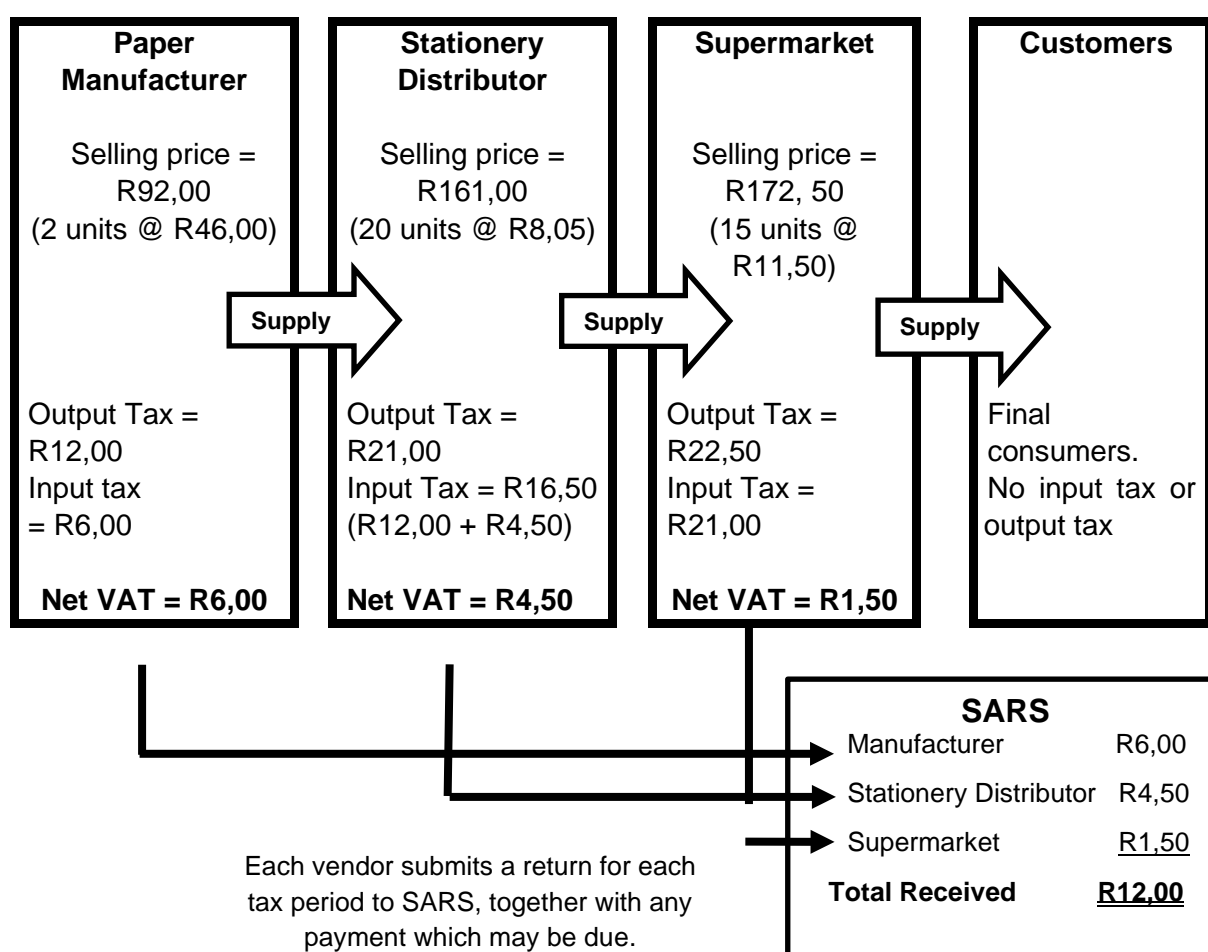 Paper
Manufacturer
Selling price =
R92,00
(2 units @ R46,00)
Supply
Output Tax =
R12,00
Input tax
= R6,00
Net VAT = R6,00
Stationery
Distributor
Selling price =
R161,00
(20 units @ R8,05)
Supply
Output Tax =
R21,00
Input Tax = R16,50
(R12,00 + R4,50)
Net VAT = R4,50
Supermarket
Selling price =
R172, 50
(15 units @
R11,50)
Supply
Output Tax =
R22,50
Input Tax =
R21,00
Net VAT = R1,50
Customers
Final
consumers.
No input tax or
output tax
SARS
Manufacturer R6,00
Stationery Distributor R4,50
Supermarket R1,50
Total Received R12,00
Each vendor submits a return for each
tax period to SARS, together with any
payment which may be due.